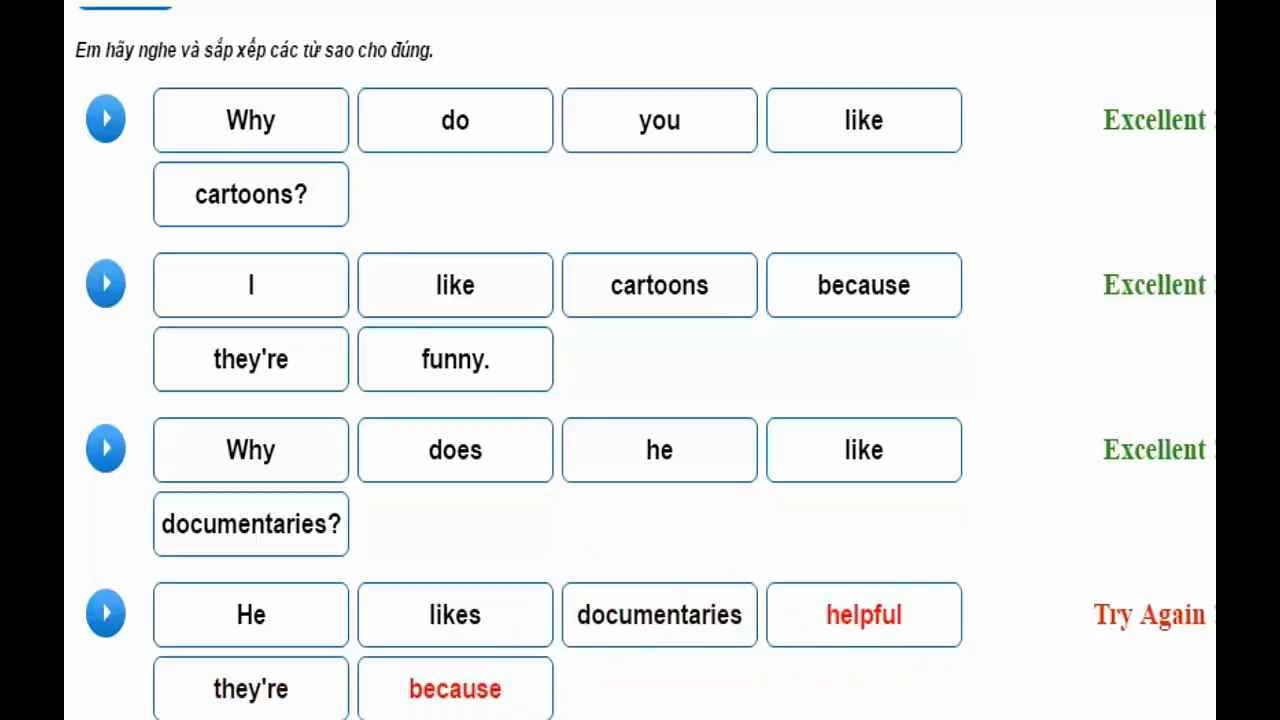 Em hãy nghe và sắp xếp các từ sao cho đúng.
Why do you like Excellent
cartoons?
I like cartoons because Excellent
they're funny.
Why does he like Excellent
documentaries?
He likes documentaries helpful Try Again
they're because